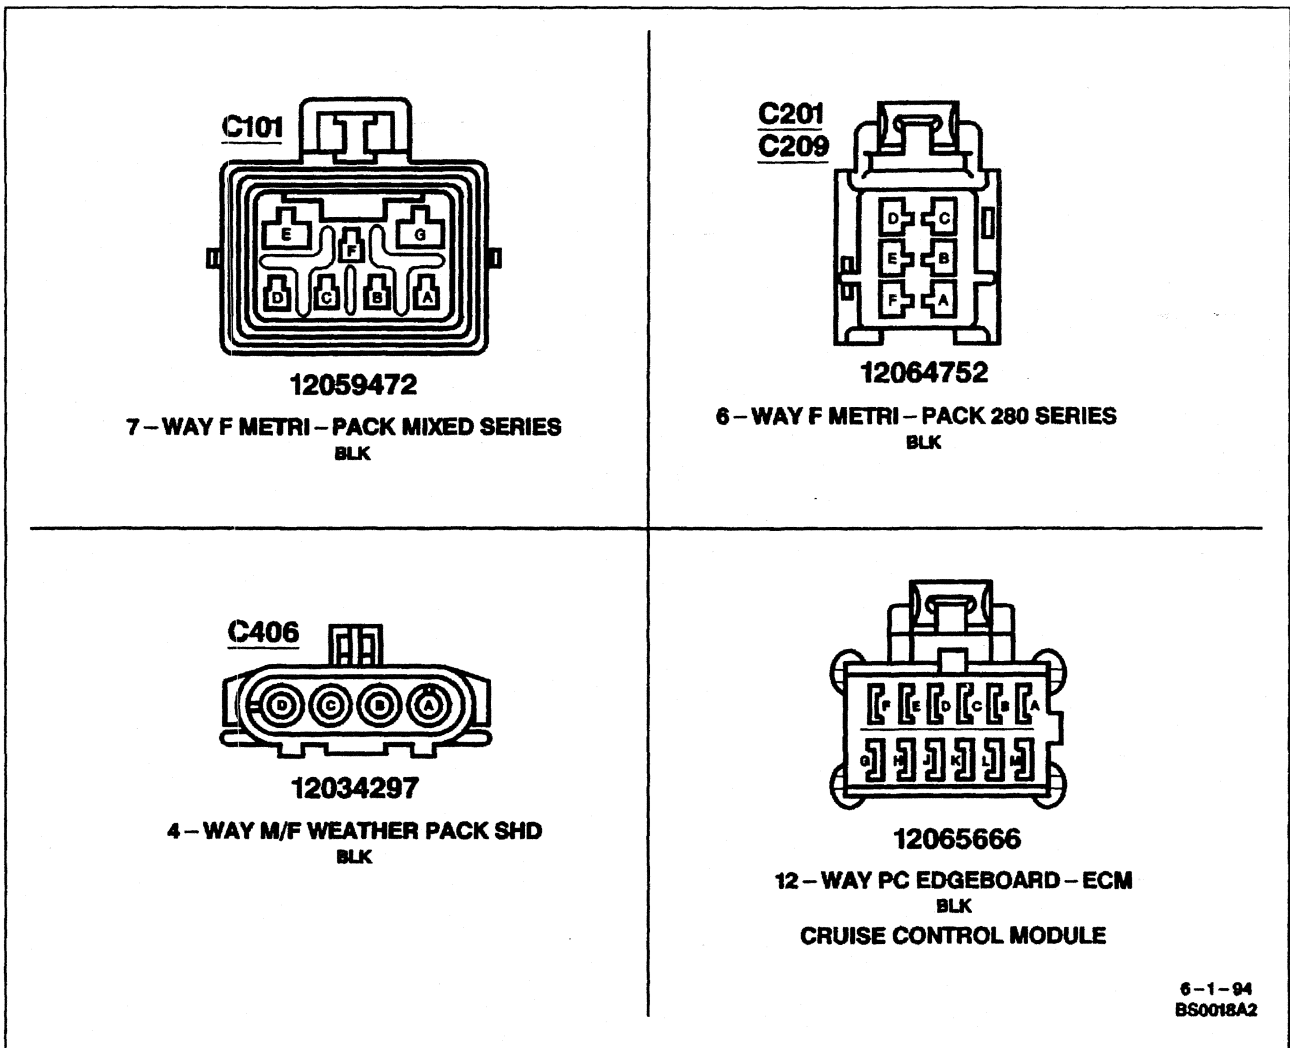 C101
E
G
F
D C B A
12059472
7-WAY F METRI-PACK MIXED SERIES
BLK
C201
C209
D C
E B
F A
12064752
6-WAY F METRI-PACK 280 SERIES
BLK
C406
D C B A
12034297
4-WAY M/F WEATHER PACK SHD
BLK
F E D C B A
G H J K L M
12065666
12-WAY PC EDGEBOARD-ECM
BLK
CRUISE CONTROL MODULE
6-1-94
BS0018A2